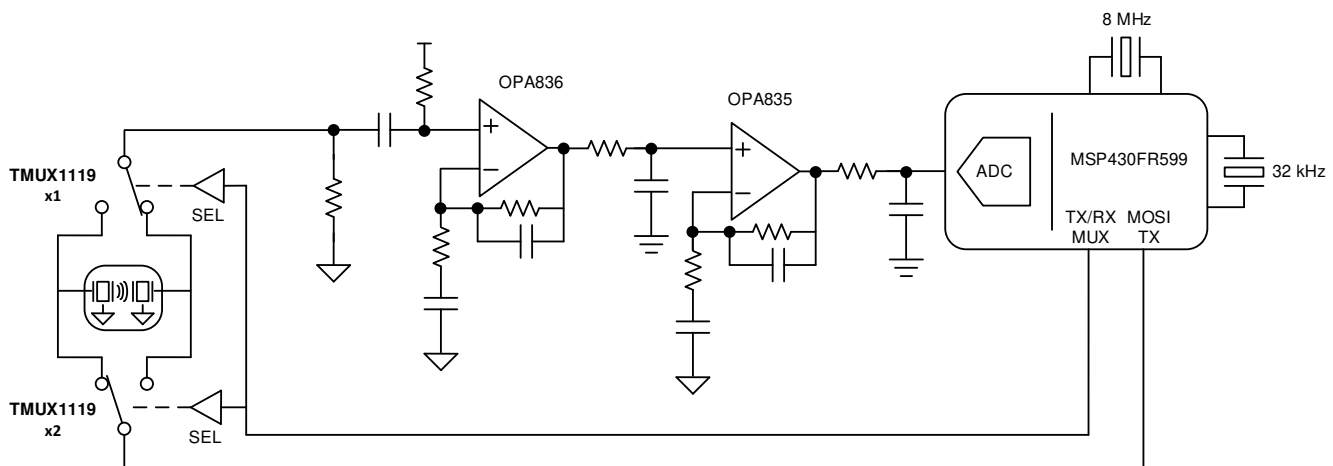 8 MHz
OPA836
OPA835
TMUX1119
x1
SEL
ADC
MSP430FR599
32 kHz
TX/RX
MUX
MOSI
TX
TMUX1119
x2
SEL